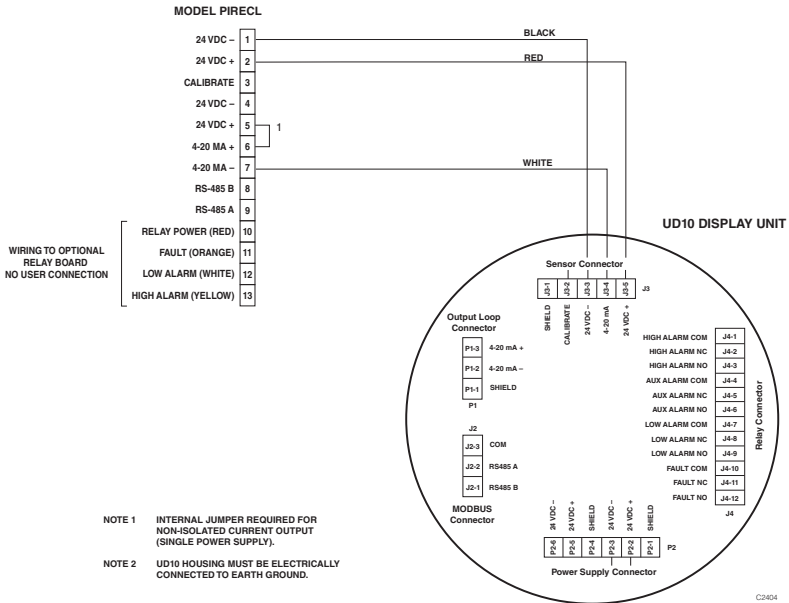 MODEL PIRECL
24 VDC – 1
24 VDC + 2
CALIBRATE 3
24 VDC – 4
24 VDC + 5
4-20 MA + 6
4-20 MA – 7
RS-485 B 8
RS-485 A 9
RELAY POWER (RED) 10
FAULT (ORANGE) 11
LOW ALARM (WHITE) 12
HIGH ALARM (YELLOW) 13
1
BLACK
RED
WHITE
WIRING TO OPTIONAL
RELAY BOARD
NO USER CONNECTION
UD10 DISPLAY UNIT
Sensor Connector
J3-1 J3-2 J3-3 J3-4 J3-5 J3
SHIELD
CALIBRATE
24 VDC –
4-20 mA
24 VDC +
Output Loop
Connector
P1-3 4-20 mA +
P1-2 4-20 mA –
P1-1 SHIELD
P1
J2
J2-3 COM
J2-2 RS485 A
J2-1 RS485 B
MODBUS
Connector
HIGH ALARM COM J4-1
HIGH ALARM NC J4-2
HIGH ALARM NO J4-3
AUX ALARM COM J4-4
AUX ALARM NC J4-5
AUX ALARM NO J4-6
LOW ALARM COM J4-7
LOW ALARM NC J4-8
LOW ALARM NO J4-9
FAULT COM J4-10
FAULT NC J4-11
FAULT NO J4-12
J4
Relay Connector
24 VDC –
24 VDC +
SHIELD
24 VDC –
24 VDC +
SHIELD
P2-6 P2-5 P2-4 P2-3 P2-2 P2-1 P2
Power Supply Connector
NOTE 1 INTERNAL JUMPER REQUIRED FOR
NON-ISOLATED CURRENT OUTPUT
(SINGLE POWER SUPPLY).
NOTE 2 UD10 HOUSING MUST BE ELECTRICALLY
CONNECTED TO EARTH GROUND.
C2404